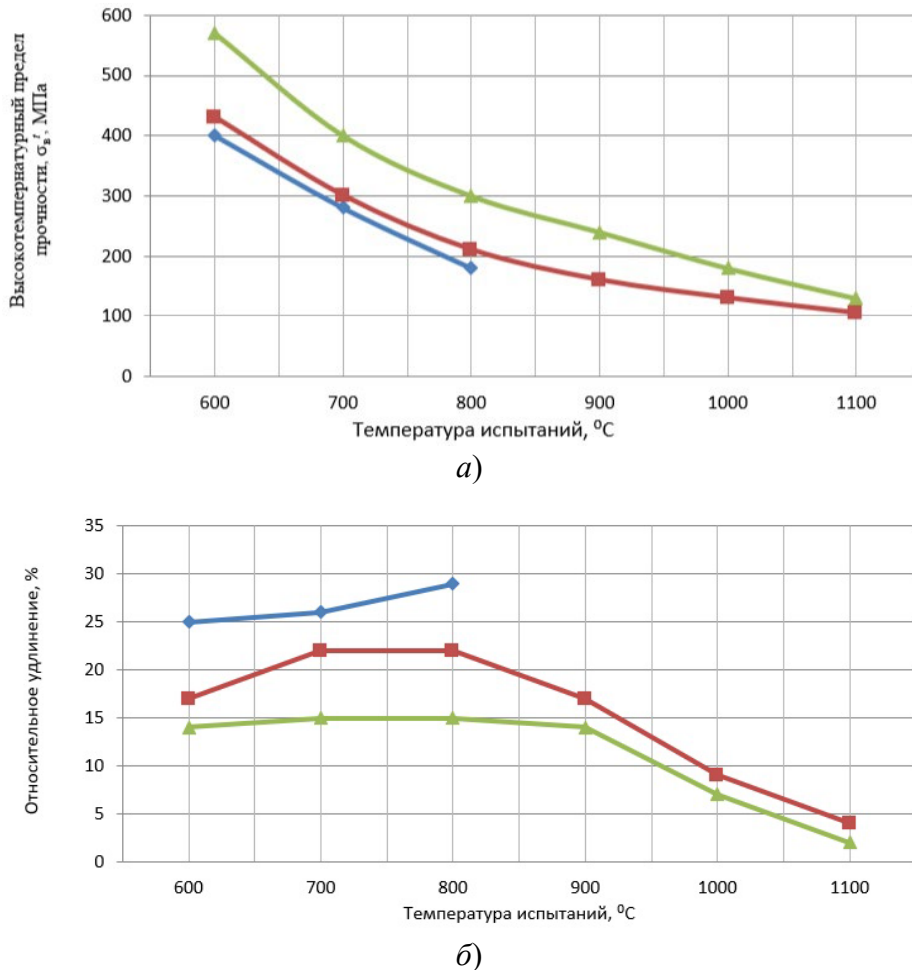 Высокотемпернатурный предел
прочности, σвᵗ, МПа
600
500
400
300
200
100
0
600 700 800 900 1000 1100
Температура испытаний, ⁰С
а)
Относительное удлинение, %
35
30
25
20
15
10
5
0
600 700 800 900 1000 1100
Температура испытаний, ⁰С
б)